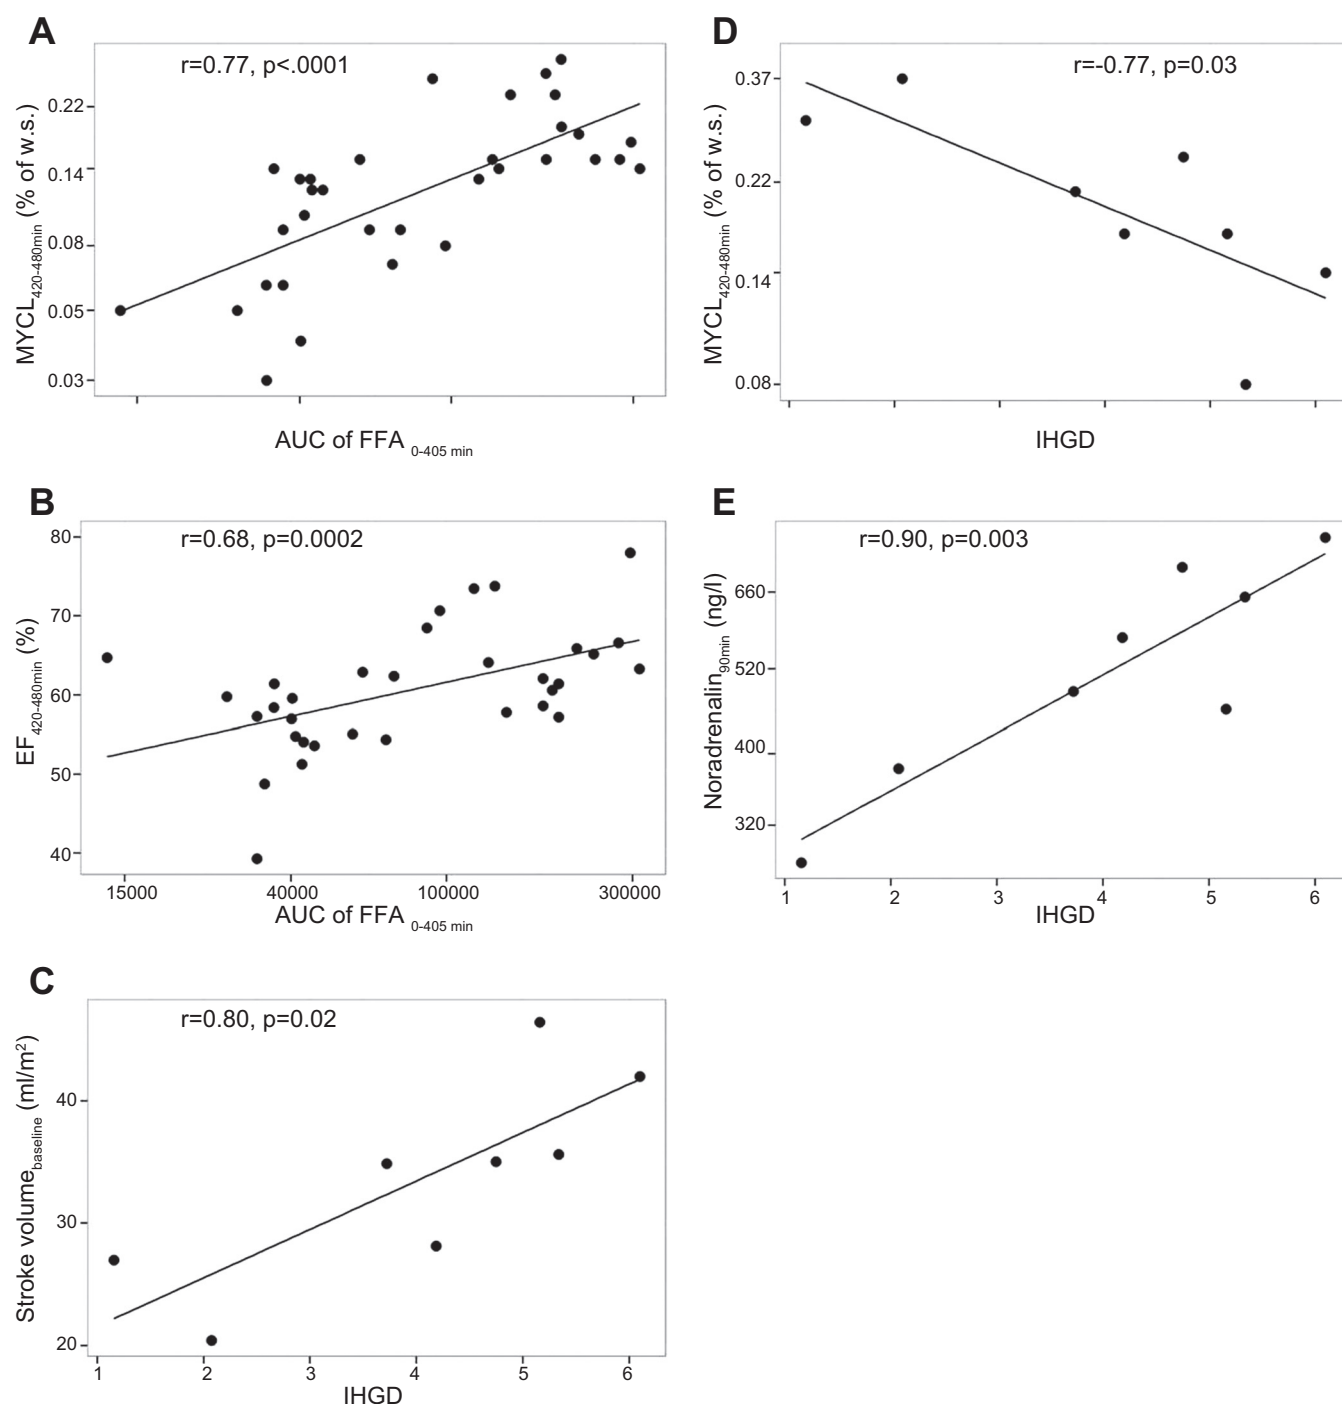 A
r=0.77, p<.0001
MYCL420-480min (% of w.s.)
0.22
0.14
0.08
0.05
0.03
AUC of FFA 0-405 min
D
r=-0.77, p=0.03
MYCL420-480min (% of w.s.)
0.37
0.22
0.14
0.08
IHGD
B
r=0.68, p=0.0002
EF420-480min (%)
80
70
60
50
40
15000 40000 100000 300000
AUC of FFA 0-405 min
E
r=0.90, p=0.003
Noradrenalin90min (ng/l)
660
520
400
320
1 2 3 4 5 6
IHGD
C
r=0.80, p=0.02
Stroke volumebaseline (ml/m²)
40
30
20
1 2 3 4 5 6
IHGD